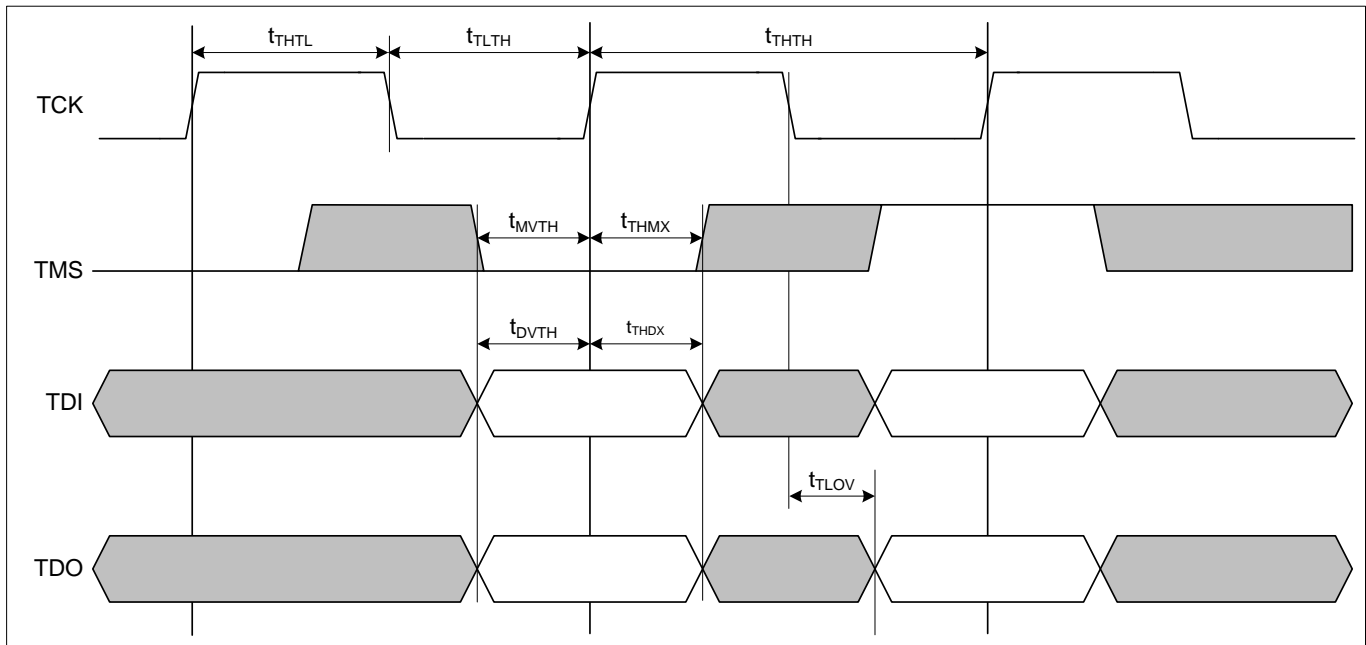 tTHTL tTLTH tTHTH
TCK
tMVTH tTHMX
TMS
tDVTH tTHDX
TDI
tTLOV
TDO